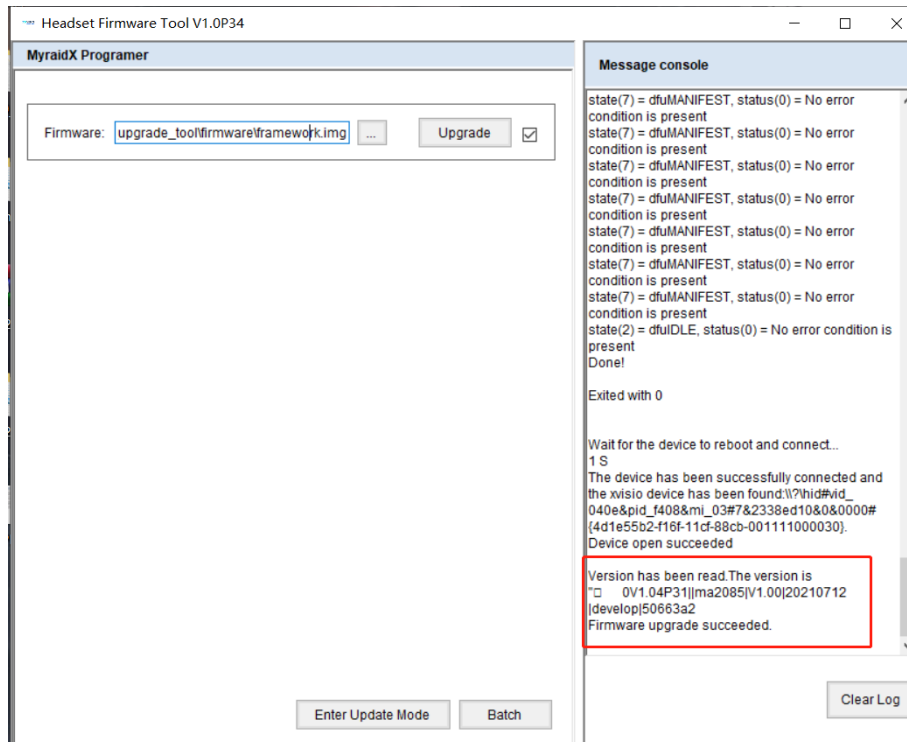 Headset Firmware Tool V1.0P34
MyraidX Programer
Firmware:
upgrade_tool\firmware\framework.img
...
Upgrade
Enter Update Mode
Batch
Message console
state(7) = dfuMANIFEST, status(0) = No error
condition is present
state(7) = dfuMANIFEST, status(0) = No error
condition is present
state(7) = dfuMANIFEST, status(0) = No error
condition is present
state(7) = dfuMANIFEST, status(0) = No error
condition is present
state(7) = dfuMANIFEST, status(0) = No error
condition is present
state(7) = dfuMANIFEST, status(0) = No error
condition is present
state(7) = dfuMANIFEST, status(0) = No error
condition is present
state(2) = dfuIDLE, status(0) = No error condition is
present
Done!
Exited with 0
Wait for the device to reboot and connect...
1 S
The device has been successfully connected and
the xvisio device has been found:\\?\hid#vid_
040e&pid_f408&mi_03#7&2338ed10&0&0000#
{4d1e55b2-f16f-11cf-88cb-001111000030}.
Device open succeeded
Version has been read.The version is
"□ 0V1.04P31||ma2085|V1.00|20210712
|develop|50663a2
Firmware upgrade succeeded.
Clear Log